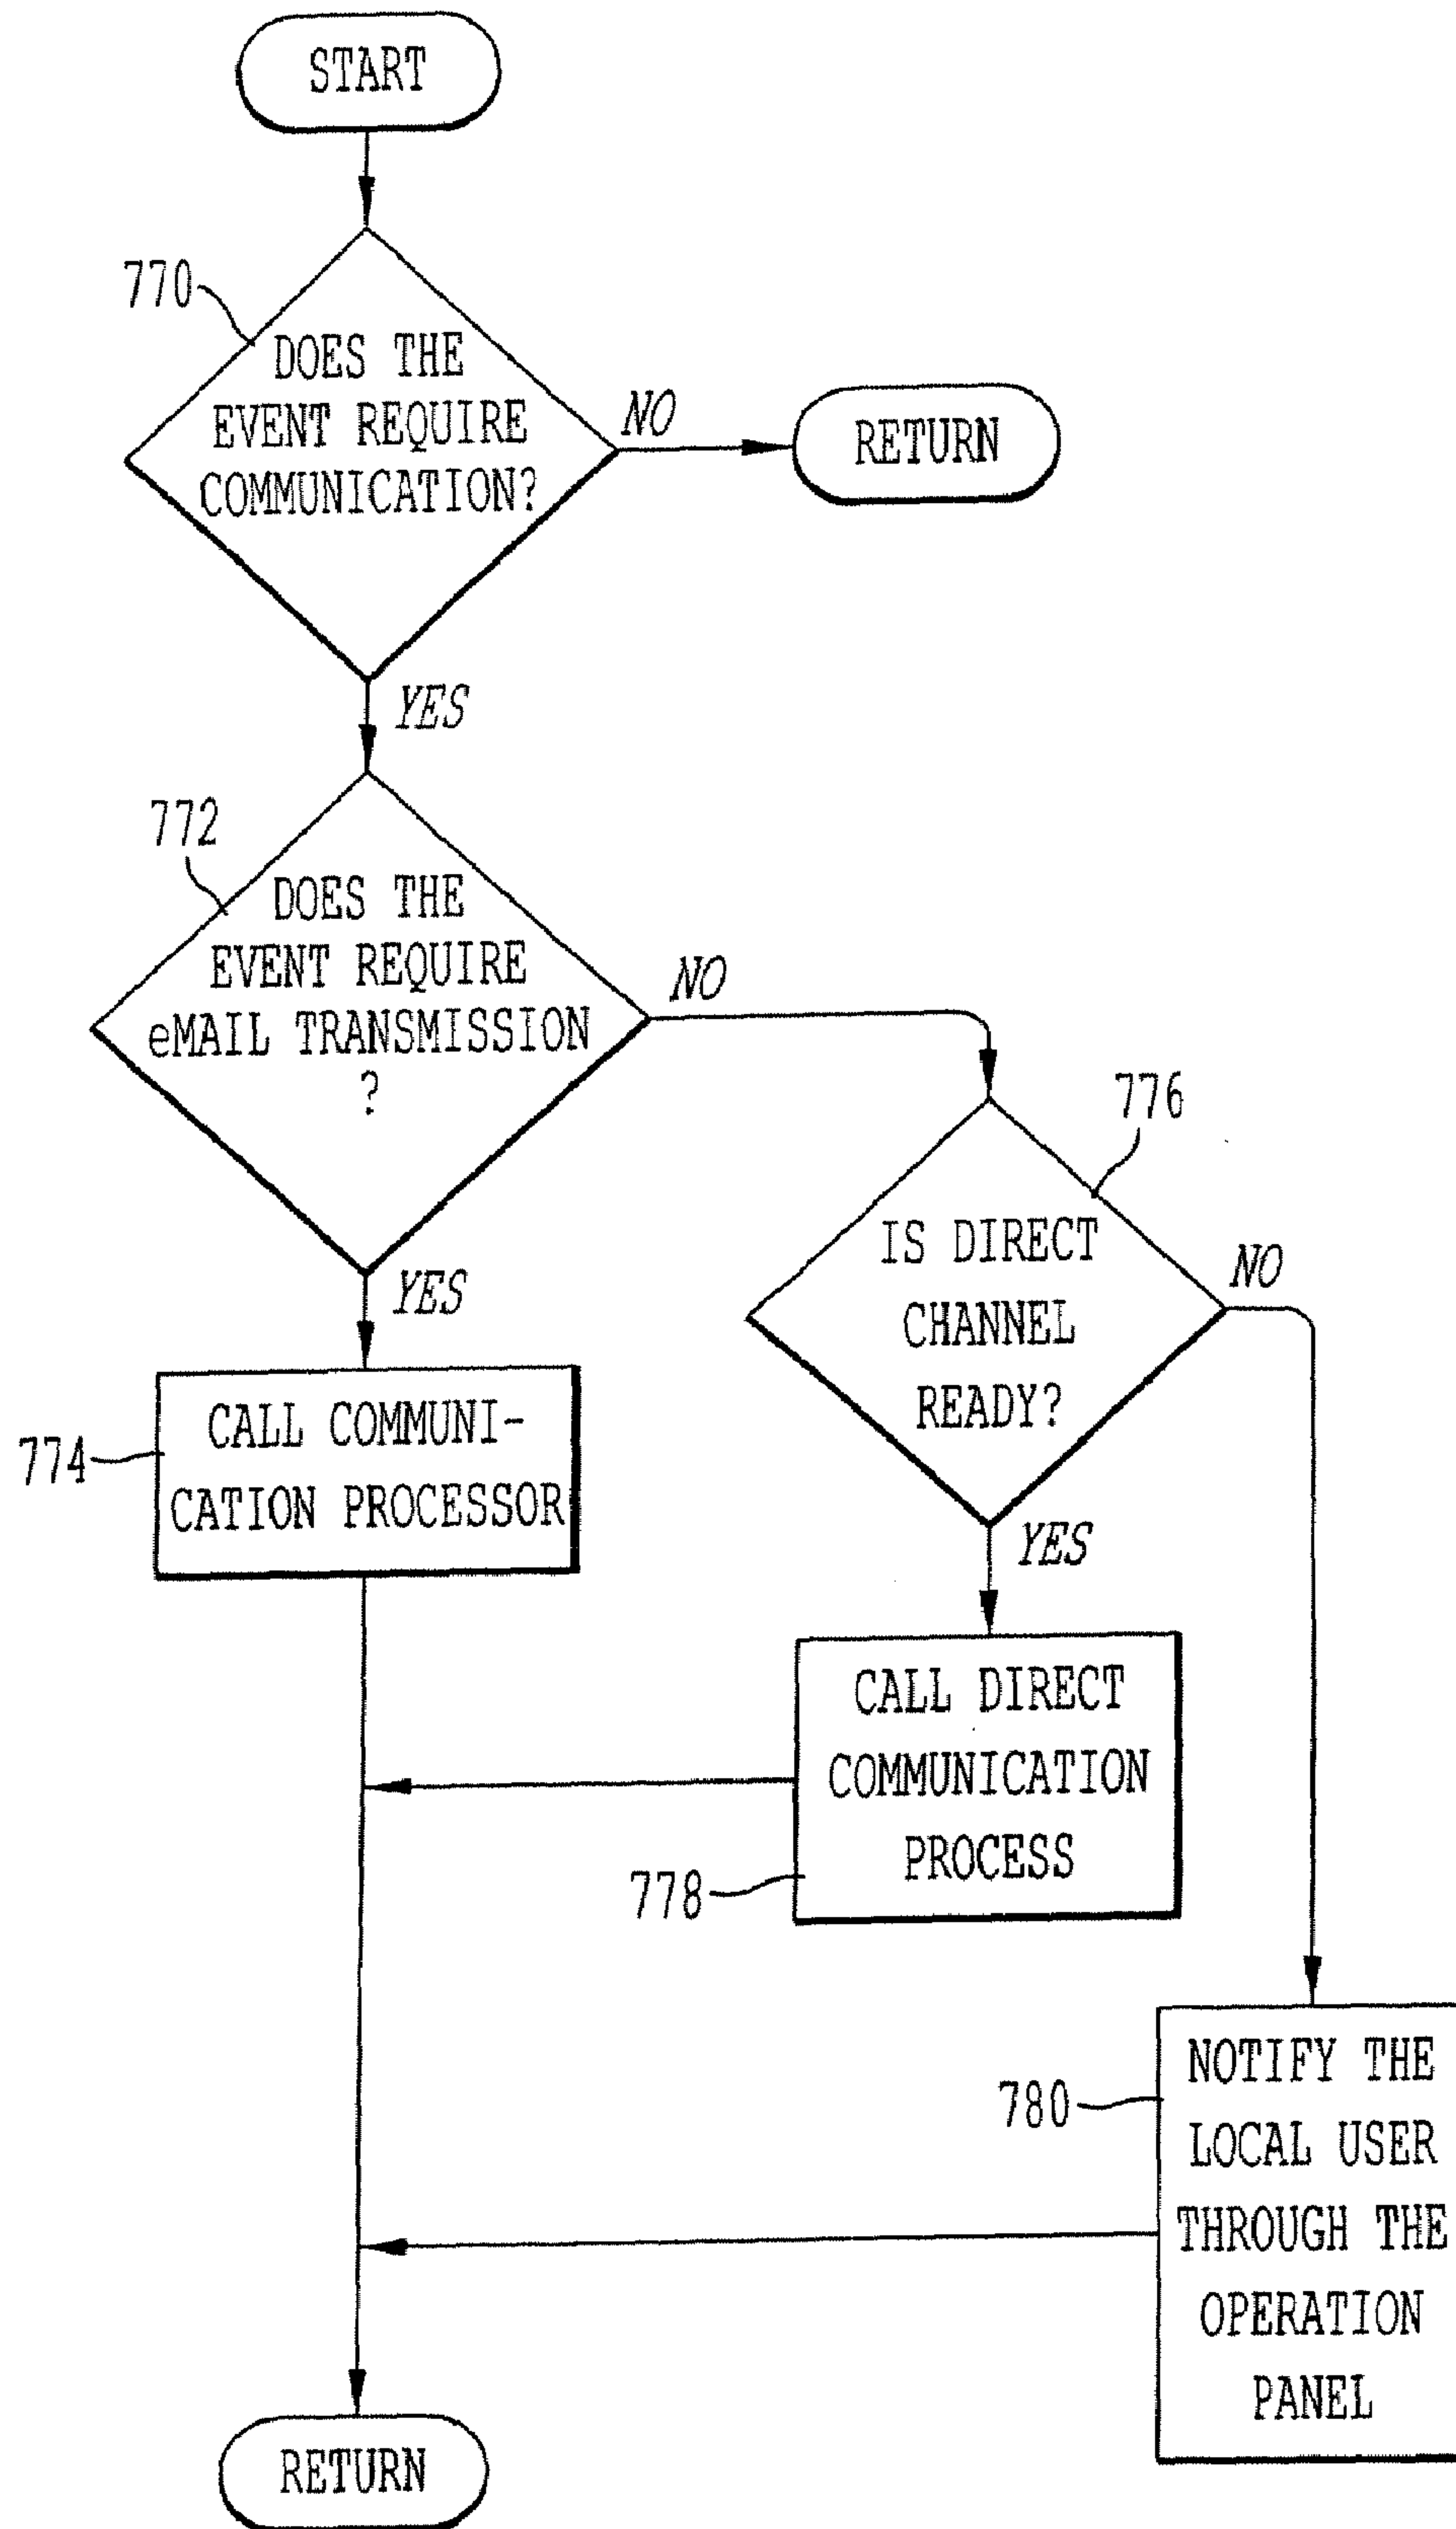 START
770
DOES THE
EVENT REQUIRE
COMMUNICATION?
NO
RETURN
YES
772
DOES THE
EVENT REQUIRE
eMAIL TRANSMISSION
?
NO
776
IS DIRECT
CHANNEL
READY?
NO
YES
774
CALL COMMUNI-
CATION PROCESSOR
YES
CALL DIRECT
COMMUNICATION
PROCESS
778
780
NOTIFY THE
LOCAL USER
THROUGH THE
OPERATION
PANEL
RETURN